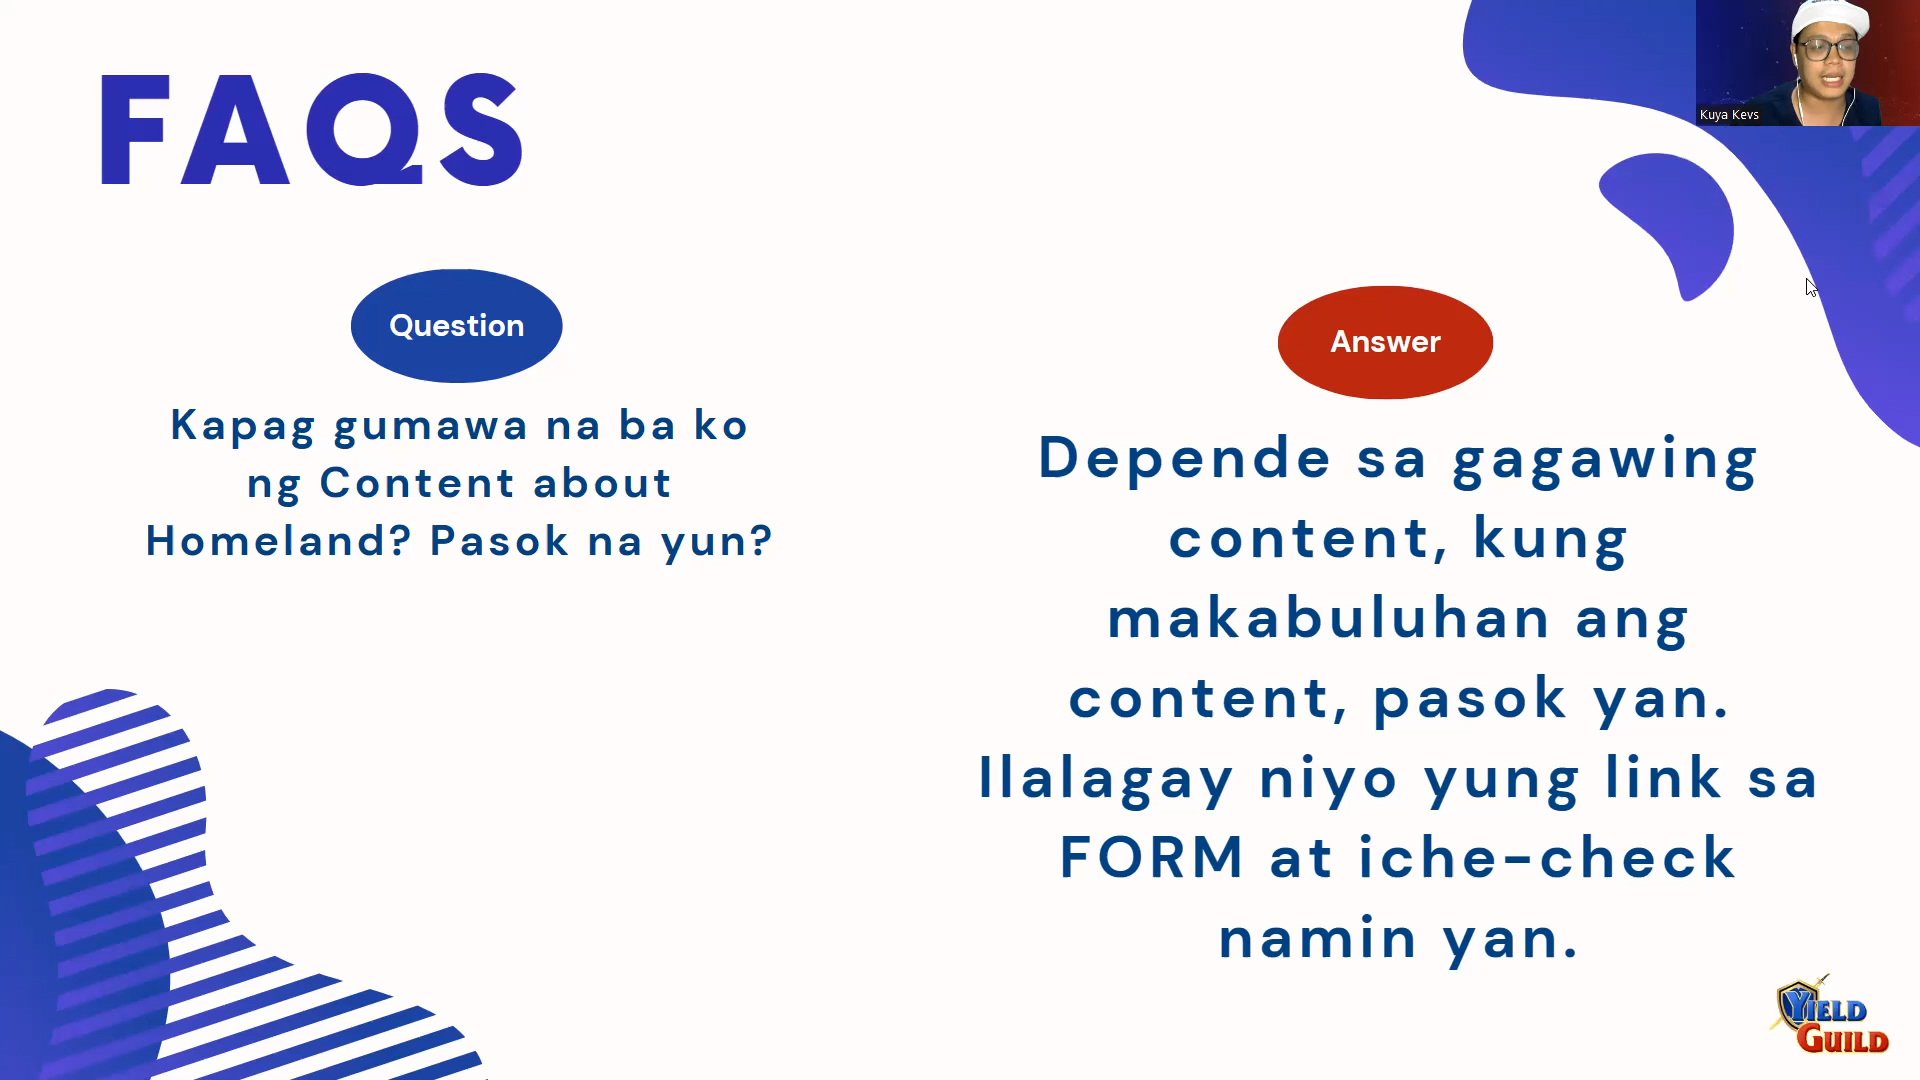 FAQS
Kuya Kevs
Question
Kapag gumawa na ba ko
ng Content about
Homeland? Pasok na yun?
Answer
Depende sa gagawing
content, kung
makabuluhan ang
content, pasok yan.
Ilalagay niyo yung link sa
FORM at iche-check
namin yan.
YIELD
GUILD